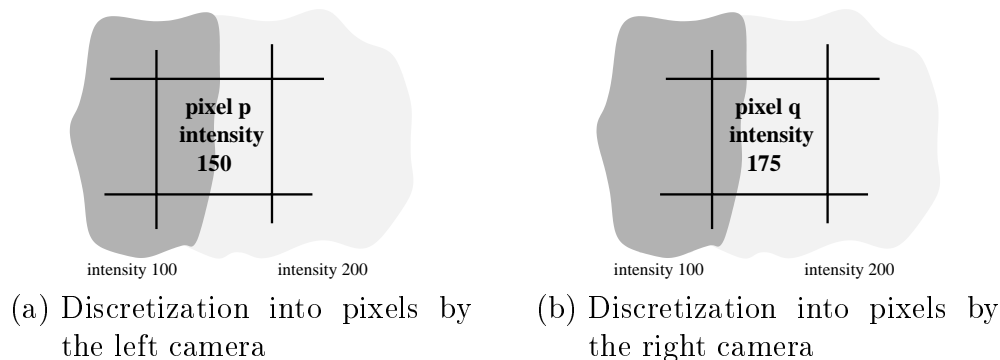 pixel p
intensity
150
intensity 100
intensity 200
(a) Discretization into pixels by
the left camera
pixel q
intensity
175
intensity 100
intensity 200
(b) Discretization into pixels by
the right camera